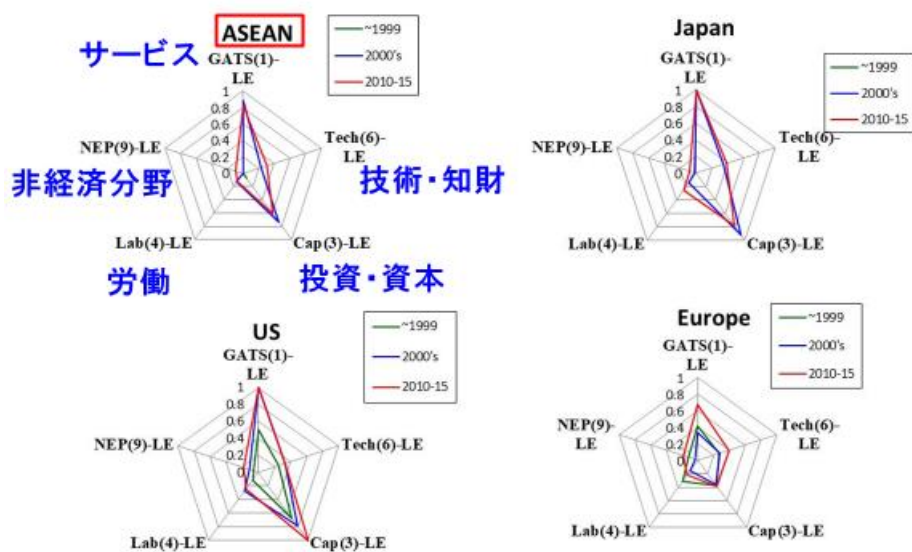 ASEAN
サービス
GATS(1)-
LE
~1999
2000's
2010-15
1
0.8
0.6
0.4
0.2
0
Tech(6)-
LE
NEP(9)-LE
非経済分野
技術・知財
Lab(4)-LE
Cap(3)-LE
労働
投資・資本
Japan
GATS(1)-
LE
~1999
2000's
2010-15
1
0.8
0.6
0.4
0.2
0
Tech(6)-
LE
NEP(9)-LE
Lab(4)-LE
Cap(3)-LE
US
GATS(1)-
LE
~1999
2000's
2010-15
1
0.8
0.6
0.4
0.2
0
Tech(6)-LE
NEP(9)-LE
Lab(4)-LE
Cap(3)-LE
Europe
GATS(1)-
LE
~1999
2000's
2010-15
1
0.8
0.6
0.4
0.2
0
Tech(6)-
LE
NEP(9)-
LE
Lab(4)-LE
Cap(3)-LE